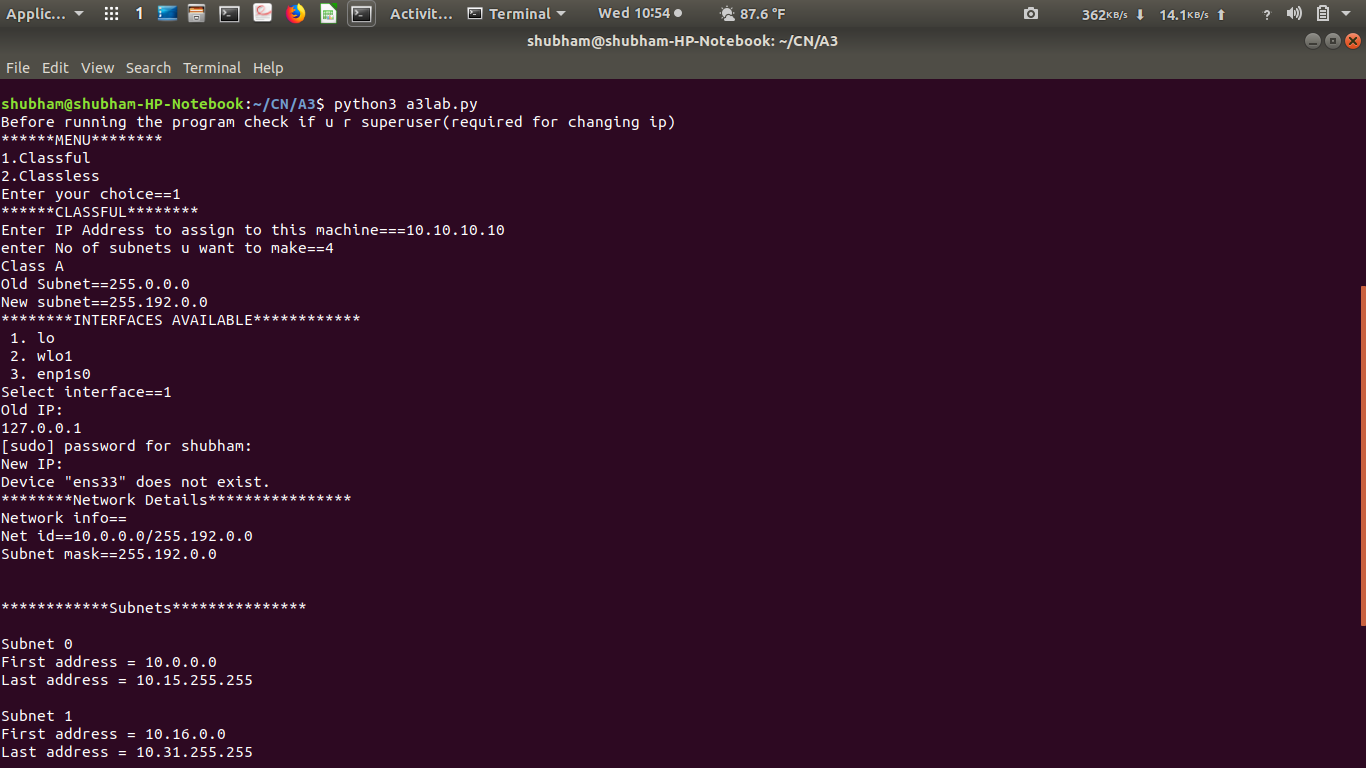 Applic... 1 Activit... Terminal Wed 10:54 87.6 °F 362KB/s 14.1KB/s ?
shubham@shubham-HP-Notebook: ~/CN/A3
File Edit View Search Terminal Help
shubham@shubham-HP-Notebook:~/CN/A3$ python3 a3lab.py
Before running the program check if u r superuser(required for changing ip)
******MENU********
1.Classful
2.Classless
Enter your choice==1
******CLASSFUL********
Enter IP Address to assign to this machine===10.10.10.10
enter No of subnets u want to make==4
Class A
Old Subnet==255.0.0.0
New subnet==255.192.0.0
********INTERFACES AVAILABLE************
1. lo
2. wlo1
3. enp1s0
Select interface==1
Old IP:
127.0.0.1
[sudo] password for shubham:
New IP:
Device "ens33" does not exist.
********Network Details****************
Network info==
Net id==10.0.0.0/255.192.0.0
Subnet mask==255.192.0.0
************Subnets***************
Subnet 0
First address = 10.0.0.0
Last address = 10.15.255.255
Subnet 1
First address = 10.16.0.0
Last address = 10.31.255.255